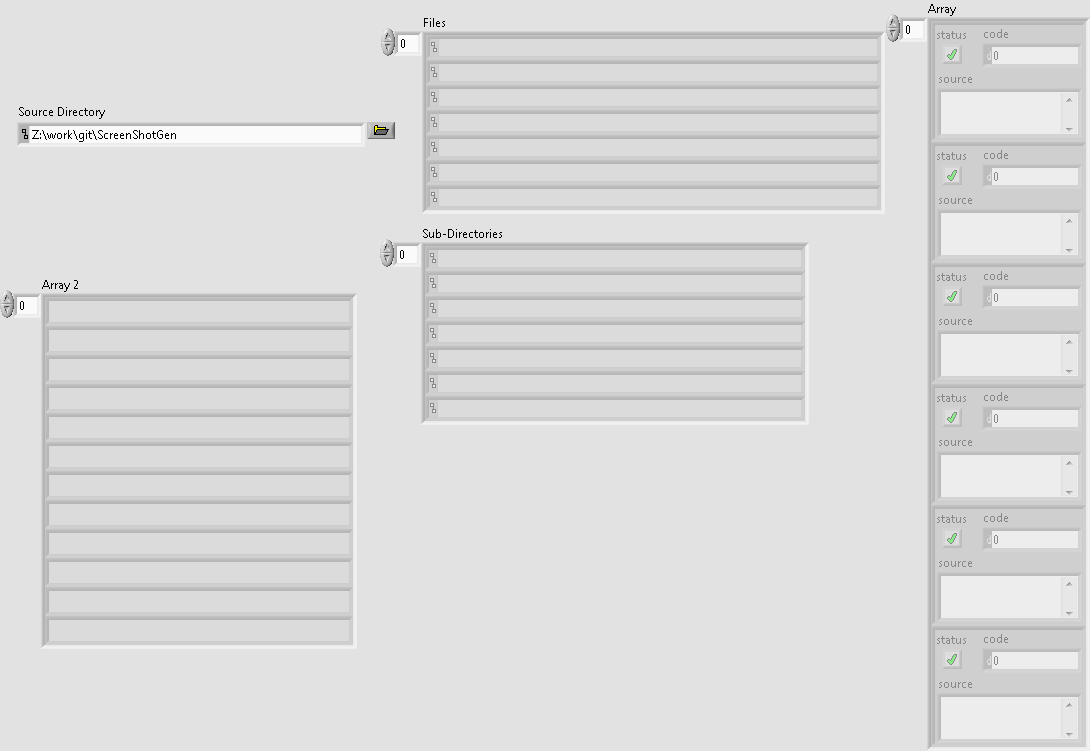 Files
0
Source Directory
Z:\work\git\ScreenShotGen
Sub-Directories
0
Array 2
0
Array
0
status code
0
source
status code
0
source
status code
0
source
status code
0
source
status code
0
source
status code
0
source